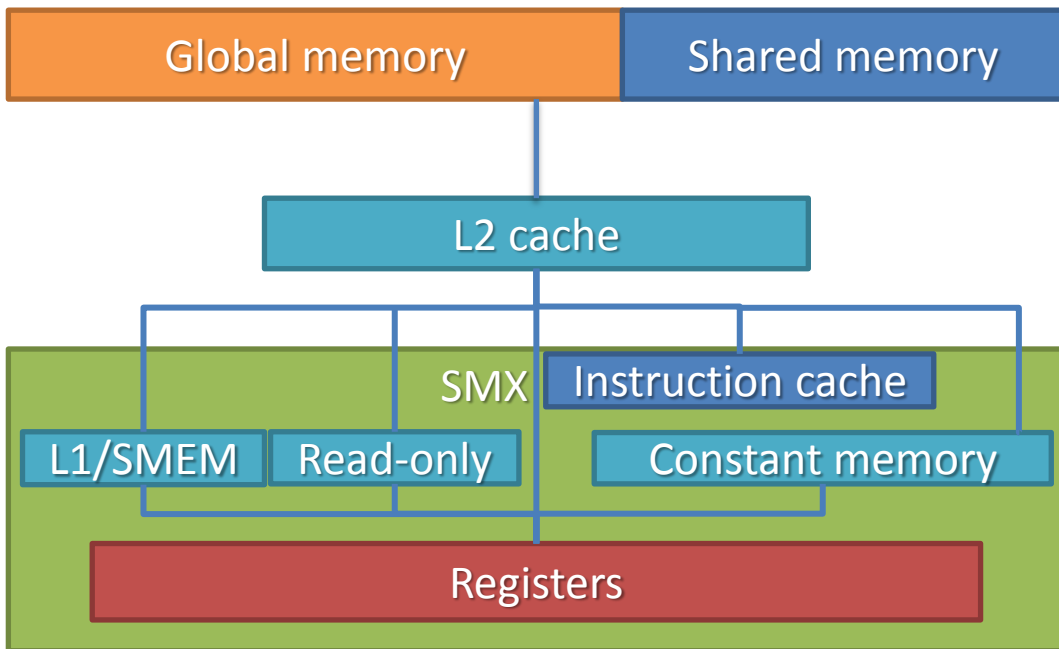 Global memory
Shared memory
L2 cache
SMX
Instruction cache
L1/SMEM
Read-only
Constant memory
Registers